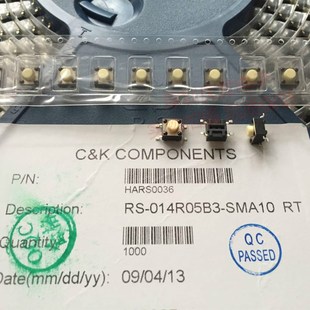 C&K COMPONENTS
P/N:
HARS0036
Description: RS-014R05B3-SMA10 RT
Quantity:
1000
QC
PASSED
Date(mm/dd/yy): 09/04/13